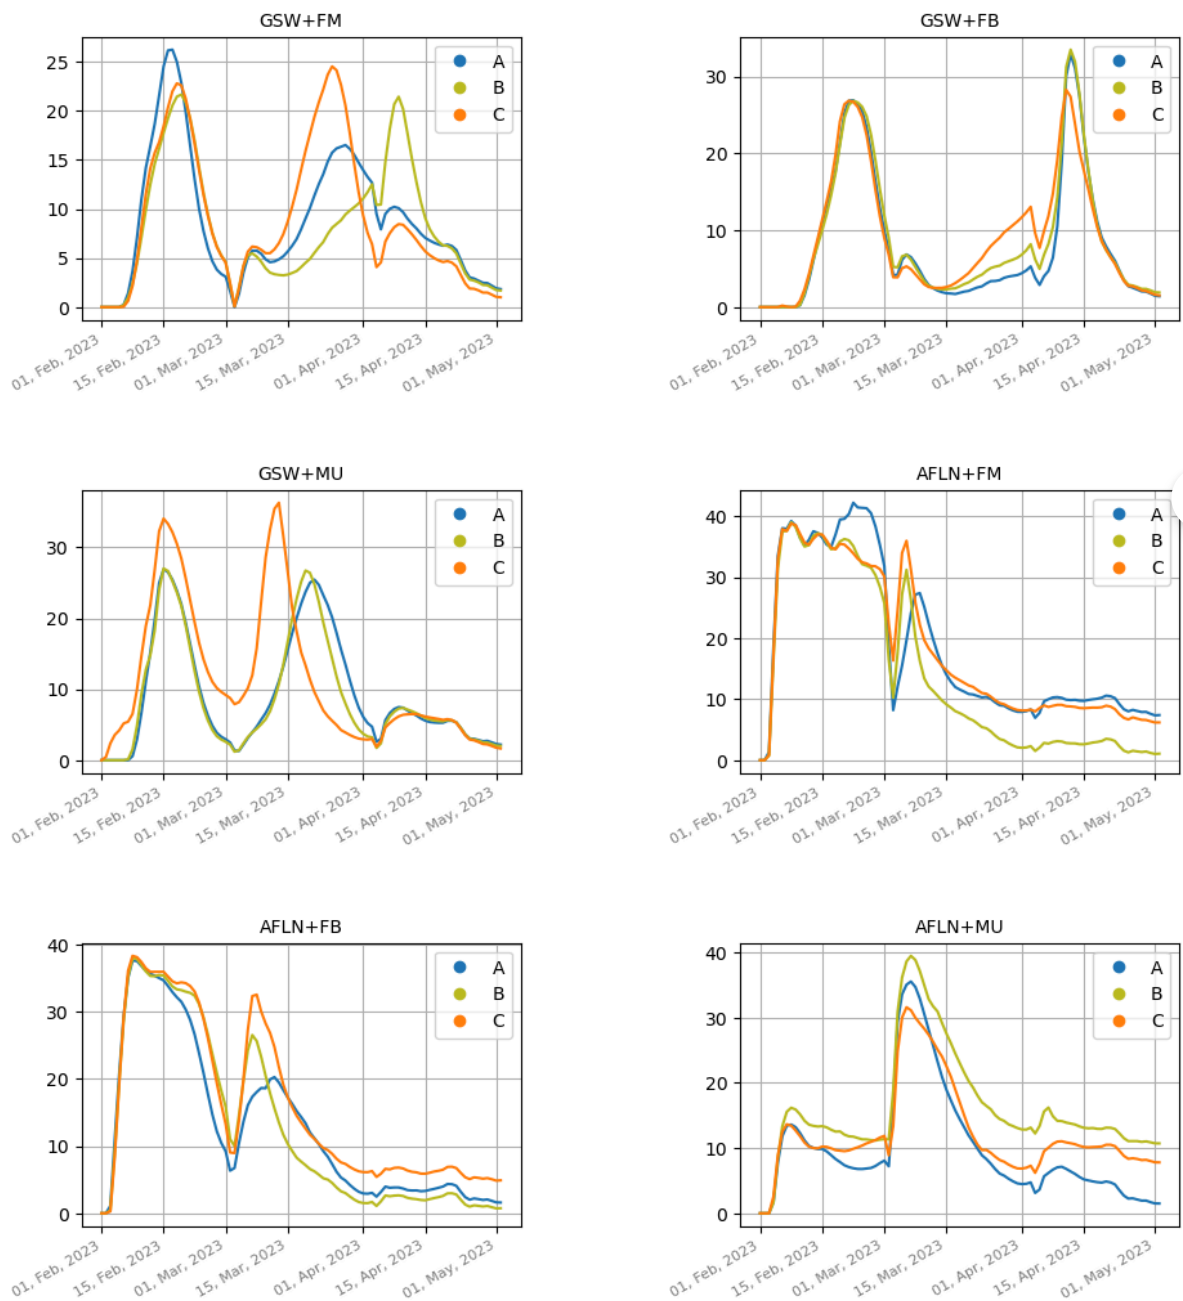 GSW+FM
25
20
15
10
5
0
A
B
C
01, Feb, 2023
15, Feb, 2023
01, Mar, 2023
15, Mar, 2023
01, Apr, 2023
15, Apr, 2023
01, May, 2023
GSW+FB
30
20
10
0
A
B
C
01, Feb, 2023
15, Feb, 2023
01, Mar, 2023
15, Mar, 2023
01, Apr, 2023
15, Apr, 2023
01, May, 2023
GSW+MU
30
20
10
0
A
B
C
01, Feb, 2023
15, Feb, 2023
01, Mar, 2023
15, Mar, 2023
01, Apr, 2023
15, Apr, 2023
01, May, 2023
AFLN+FM
40
30
20
10
0
A
B
C
01, Feb, 2023
15, Feb, 2023
01, Mar, 2023
15, Mar, 2023
01, Apr, 2023
15, Apr, 2023
01, May, 2023
AFLN+FB
40
30
20
10
0
A
B
C
01, Feb, 2023
15, Feb, 2023
01, Mar, 2023
15, Mar, 2023
01, Apr, 2023
15, Apr, 2023
01, May, 2023
AFLN+MU
40
30
20
10
0
A
B
C
01, Feb, 2023
15, Feb, 2023
01, Mar, 2023
15, Mar, 2023
01, Apr, 2023
15, Apr, 2023
01, May, 2023